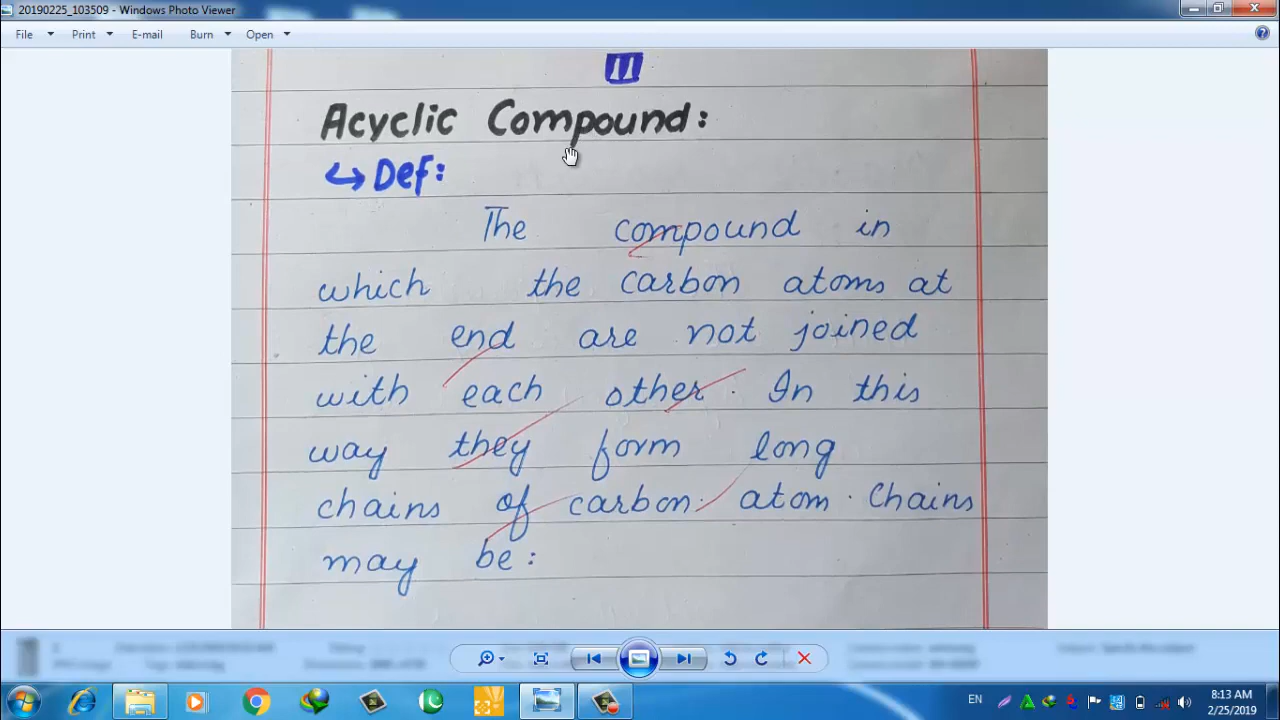 20190225_103509 - Windows Photo Viewer
File Print E-mail Burn Open
11
Acyclic Compound:
↪ Def:
The compound in
which the carbon atoms at
the end are not joined
with each other. In this
way they form long
chains of carbon atom. Chains
may be:
EN
8:13 AM
2/25/2019